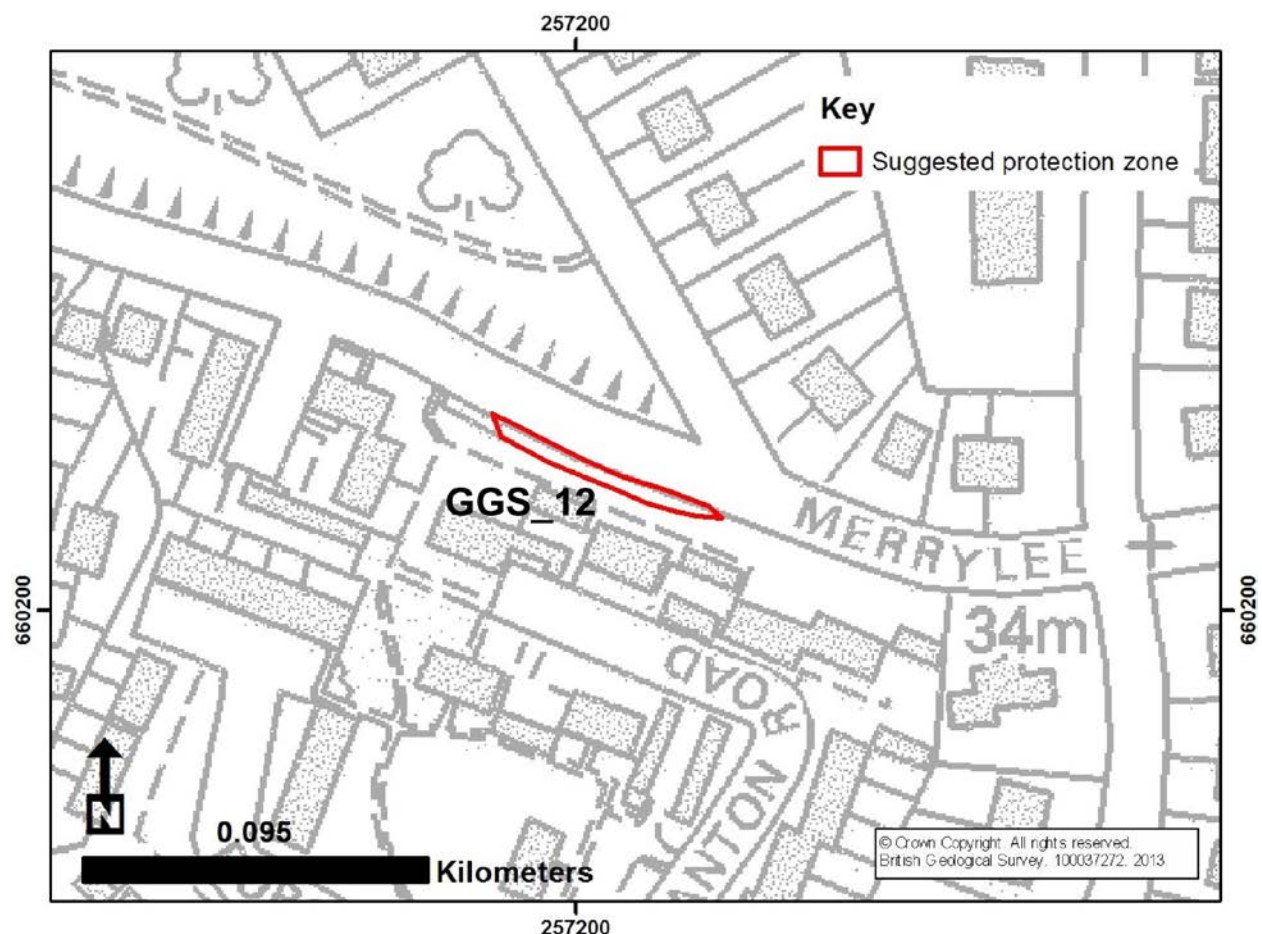 257200
Key
Suggested protection zone
GGS_12
MERRYLEE
660200
660200
34m
ROAD
ANTON
N
0.095
Kilometers
© Crown Copyright. All rights reserved.
British Geological Survey. 100037272. 2013
257200